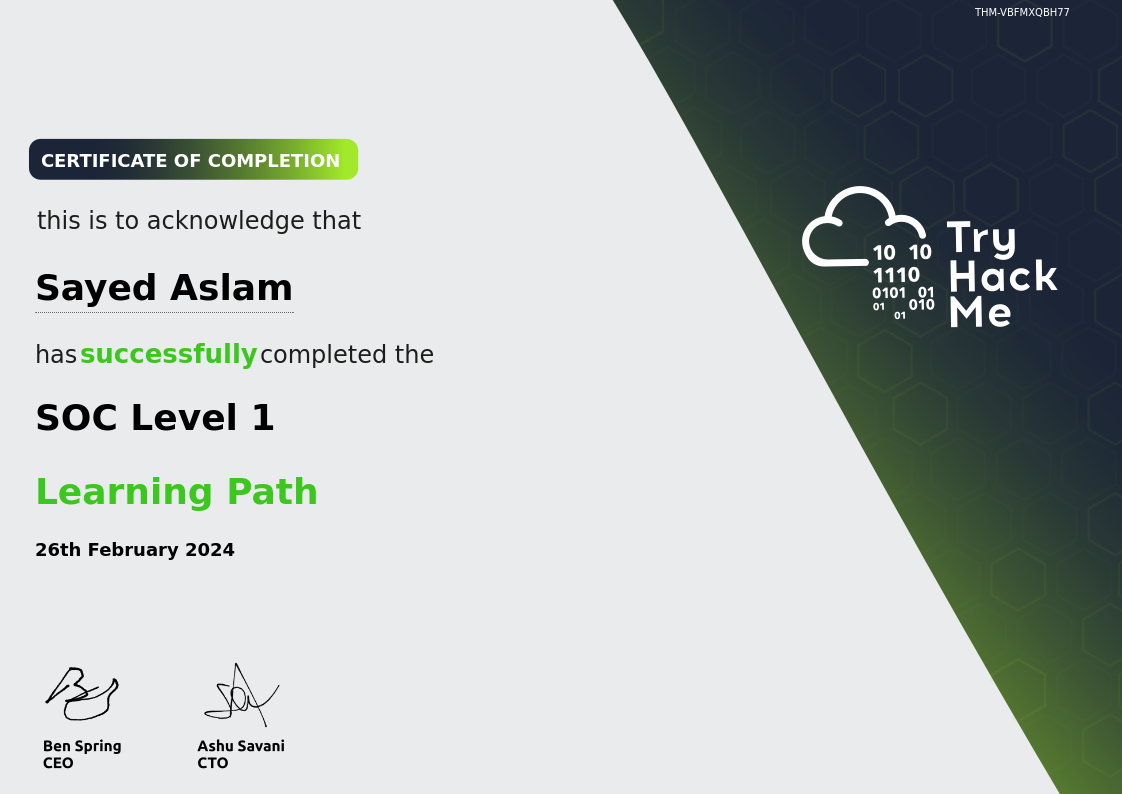 THM-VBFMXQBH77
CERTIFICATE OF COMPLETION
this is to acknowledge that
Sayed Aslam
has successfully completed the
SOC Level 1
Learning Path
26th February 2024
10 10
1110
0101 01
01 010
01
Try
Hack
Me
Ben Spring
CEO
Ashu Savani
CTO